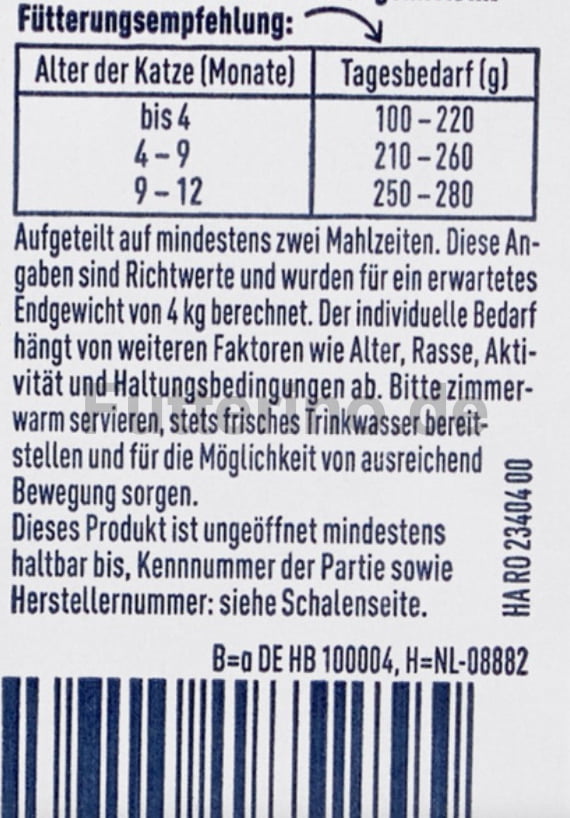 Fütterungsempfehlung:
Alter der Katze (Monate) Tagesbedarf (g)
bis 4 100 – 220
4 – 9 210 – 260
9 – 12 250 – 280
Aufgeteilt auf mindestens zwei Mahlzeiten. Diese An-
gaben sind Richtwerte und wurden für ein erwartetes
Endgewicht von 4 kg berechnet. Der individuelle Bedarf
hängt von weiteren Faktoren wie Alter, Rasse, Akti-
vität und Haltungsbedingungen ab. Bitte zimmer-
warm servieren, stets frisches Trinkwasser bereit-
stellen und für die Möglichkeit von ausreichend
Bewegung sorgen.
Dieses Produkt ist ungeöffnet mindestens
haltbar bis, Kennnummer der Partie sowie
Herstellernummer: siehe Schalenseite.
HA RO 23404 00
B=a DE HB 100004, H=NL-08882